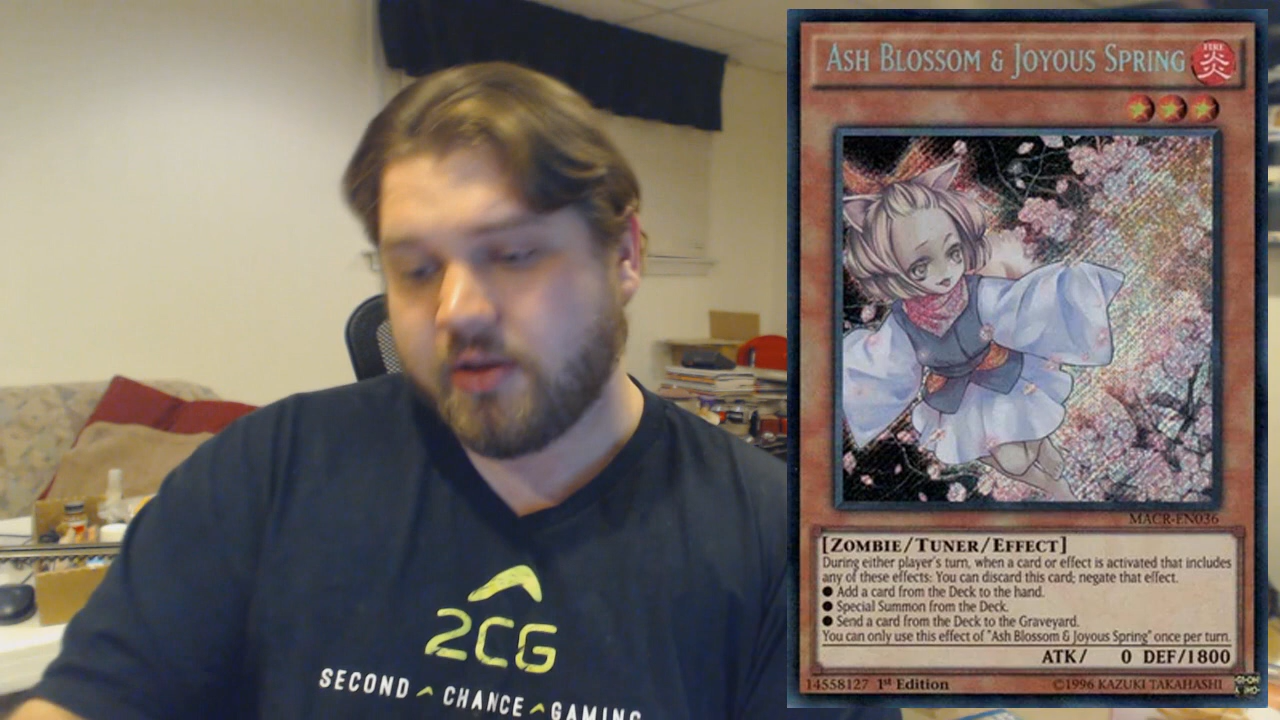 ASH BLOSSOM & JOYOUS SPRING
FIRE
炎
MACR-EN036
[ZOMBIE/TUNER/EFFECT]
During either player's turn, when a card or effect is activated that includes
any of these effects: You can discard this card; negate that effect.
● Add a card from the Deck to the hand.
● Special Summon from the Deck.
● Send a card from the Deck to the Graveyard.
You can only use this effect of "Ash Blossom & Joyous Spring" once per turn.
ATK/ 0 DEF/1800
14558127 1st Edition ©1996 KAZUKI TAKAHASHI
2CG
SECOND CHANCE GAMING